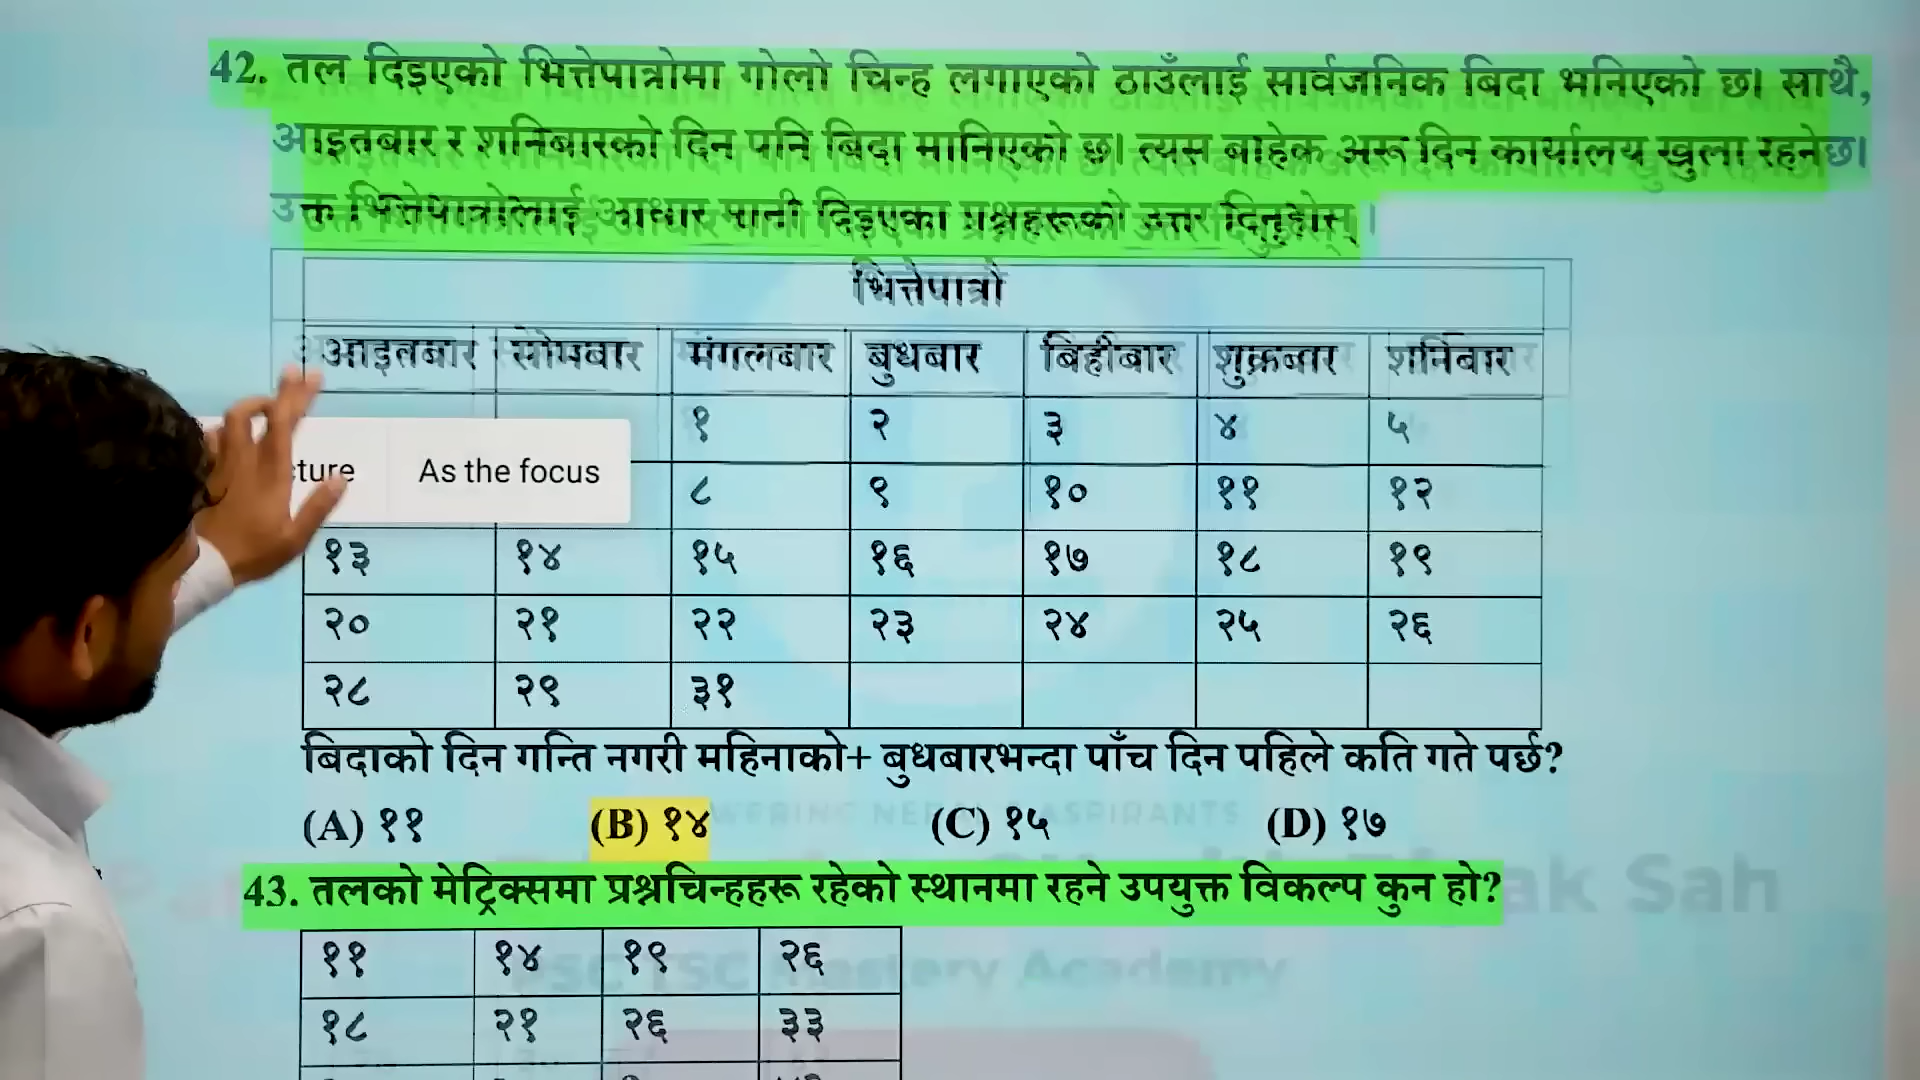 42. तल दिइएको भित्तेपात्रोमा गोलो चिन्ह लगाएको ठाउँलाई सार्वजनिक बिदा भनिएको छ। साथै,
आइतबार र शनिबारको दिन पनि बिदा मानिएको छ। त्यस बाहेक अरू दिन कार्यालय खुला रहनेछ।
उक्त भित्तेपात्रोलाई आधार मानी दिइएका प्रश्नहरूको उत्तर दिनुहोस् ।
भित्तेपात्रो
आइतबार सोमबार मंगलबार बुधबार बिहीबार शुक्रबार शनिबार
१ २ ३ ४ ५
cture As the focus
८ ९ १० ११ १२
१३ १४ १५ १६ १७ १८ १९
२० २१ २२ २३ २४ २५ २६
२८ २९ ३१
बिदाको दिन गन्ति नगरी महिनाको+ बुधबारभन्दा पाँच दिन पहिले कति गते पर्छ?
(A) ११ (B) १४ (C) १५ (D) १७
43. तलको मेट्रिक्समा प्रश्नचिन्हहरू रहेको स्थानमा रहने उपयुक्त विकल्प कुन हो?
११ १४ १९ २६
१८ २१ २६ ३३